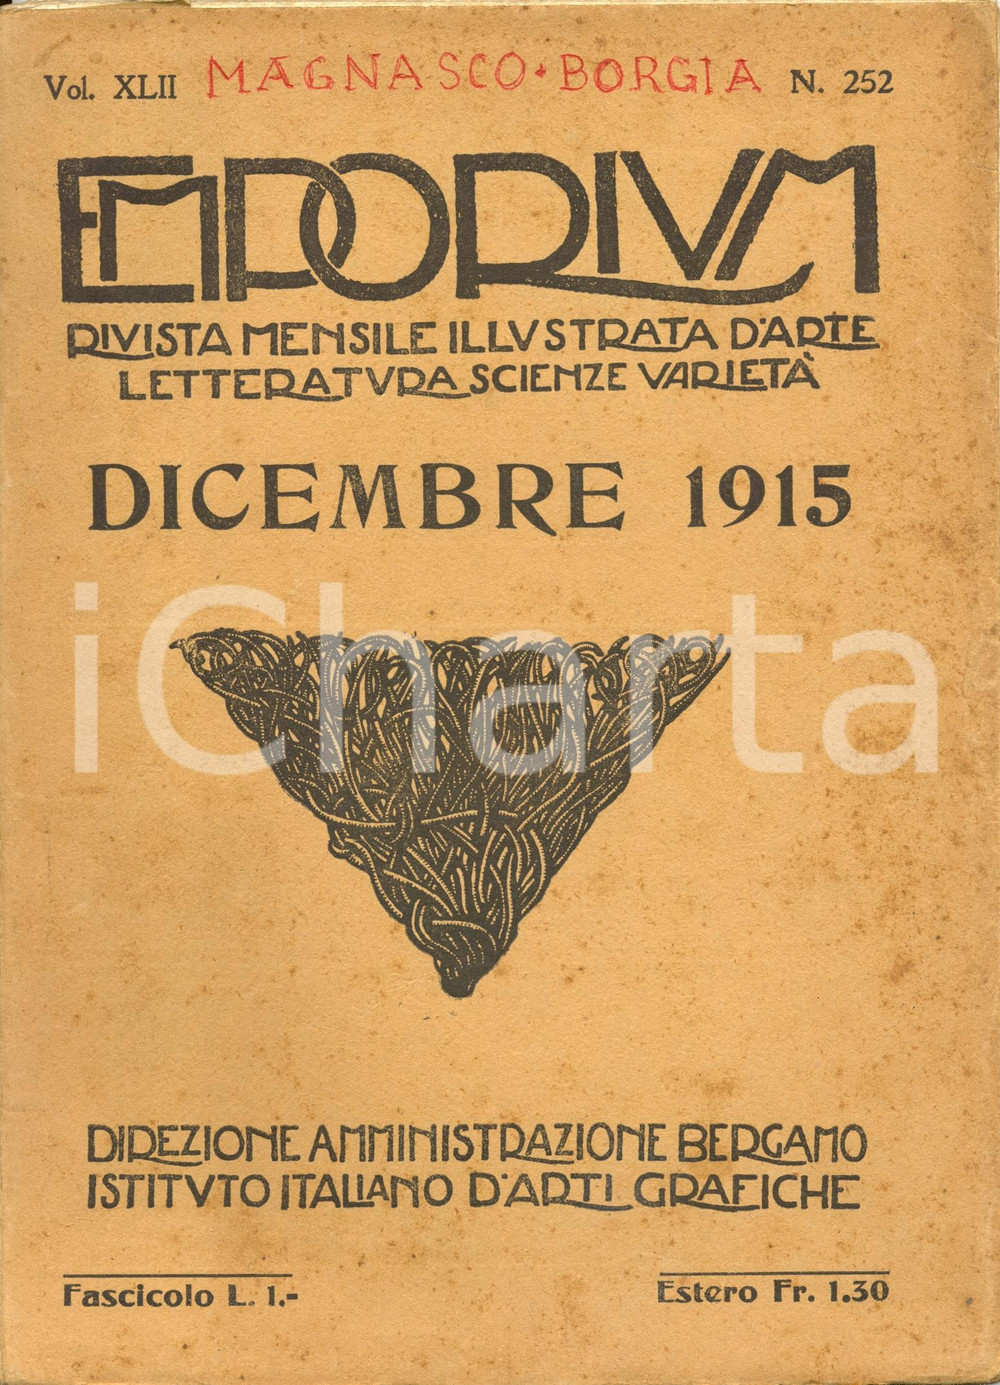 Vol. XLII MAGNASCO · BORGIA N. 252
EMPORIVM
RIVISTA MENSILE ILLVSTRATA D'ARTE
LETTERATVRA SCIENZE VARIETÀ
DICEMBRE 1915
iCharta
DIREZIONE AMMINISTRAZIONE BERGAMO
ISTITVTO ITALIANO D'ARTI GRAFICHE
Fascicolo L. 1.-
Estero Fr. 1.30